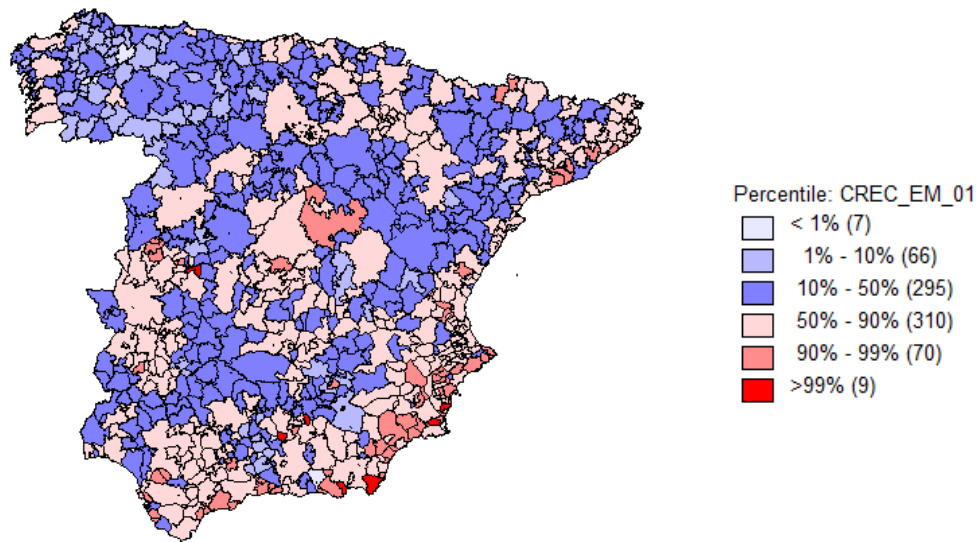 Percentile: CREC_EM_01
< 1% (7)
1% - 10% (66)
10% - 50% (295)
50% - 90% (310)
90% - 99% (70)
>99% (9)